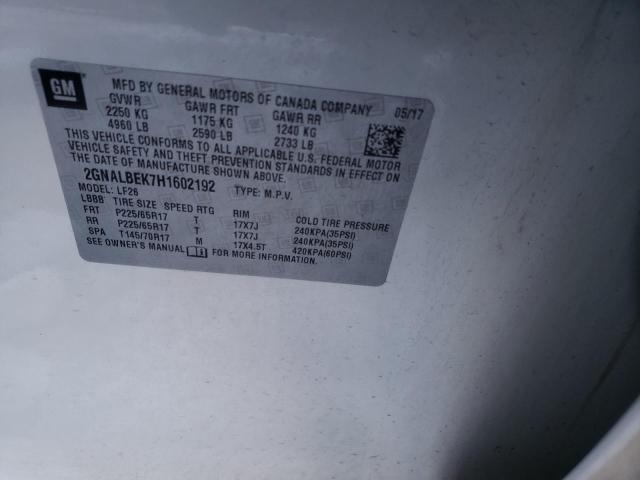 GM
MFD BY GENERAL MOTORS OF CANADA COMPANY 05/17
GVWR GAWR FRT GAWR RR
2250 KG 1175 KG 1240 KG
4960 LB 2590 LB 2733 LB
THIS VEHICLE CONFORMS TO ALL APPLICABLE U.S. FEDERAL MOTOR
VEHICLE SAFETY AND THEFT PREVENTION STANDARDS IN EFFECT ON
THE DATE OF MANUFACTURE SHOWN ABOVE.
2GNALBEK7H1602192 TYPE: M.P.V.
MODEL: LF26
LBBB TIRE SIZE SPEED RTG RIM COLD TIRE PRESSURE
FRT P225/65R17 T 17X7J 240KPA(35PSI)
RR P225/65R17 T 17X7J 240KPA(35PSI)
SPA T145/70R17 M 17X4.5T 420KPA(60PSI)
SEE OWNER'S MANUAL FOR MORE INFORMATION.